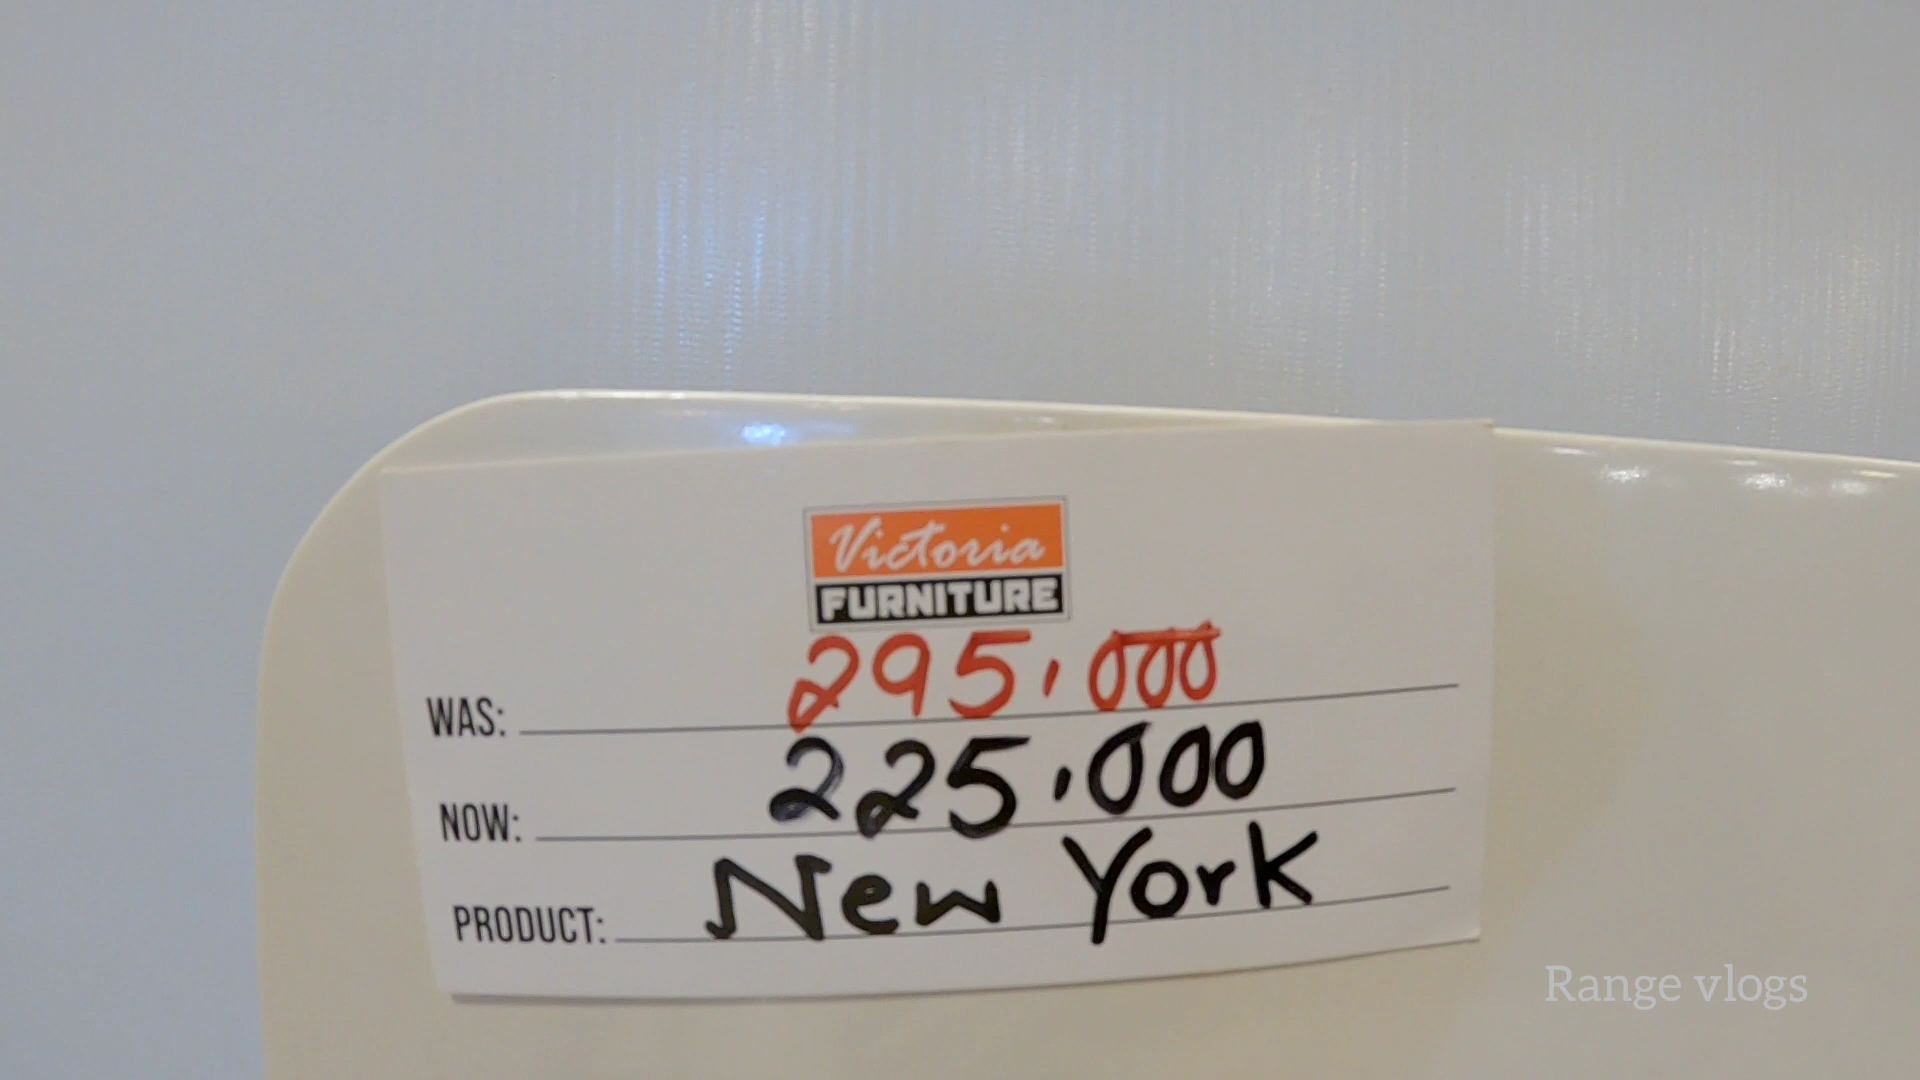 Victoria
FURNITURE
WAS: 295,000
NOW: 225,000
PRODUCT: New York
Range vlogs